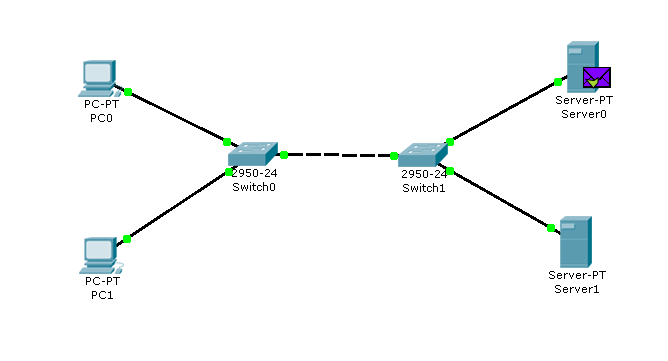 PC-PT
PC0
Server-PT
Server0
2950-24
Switch0
2950-24
Switch1
PC-PT
PC1
Server-PT
Server1